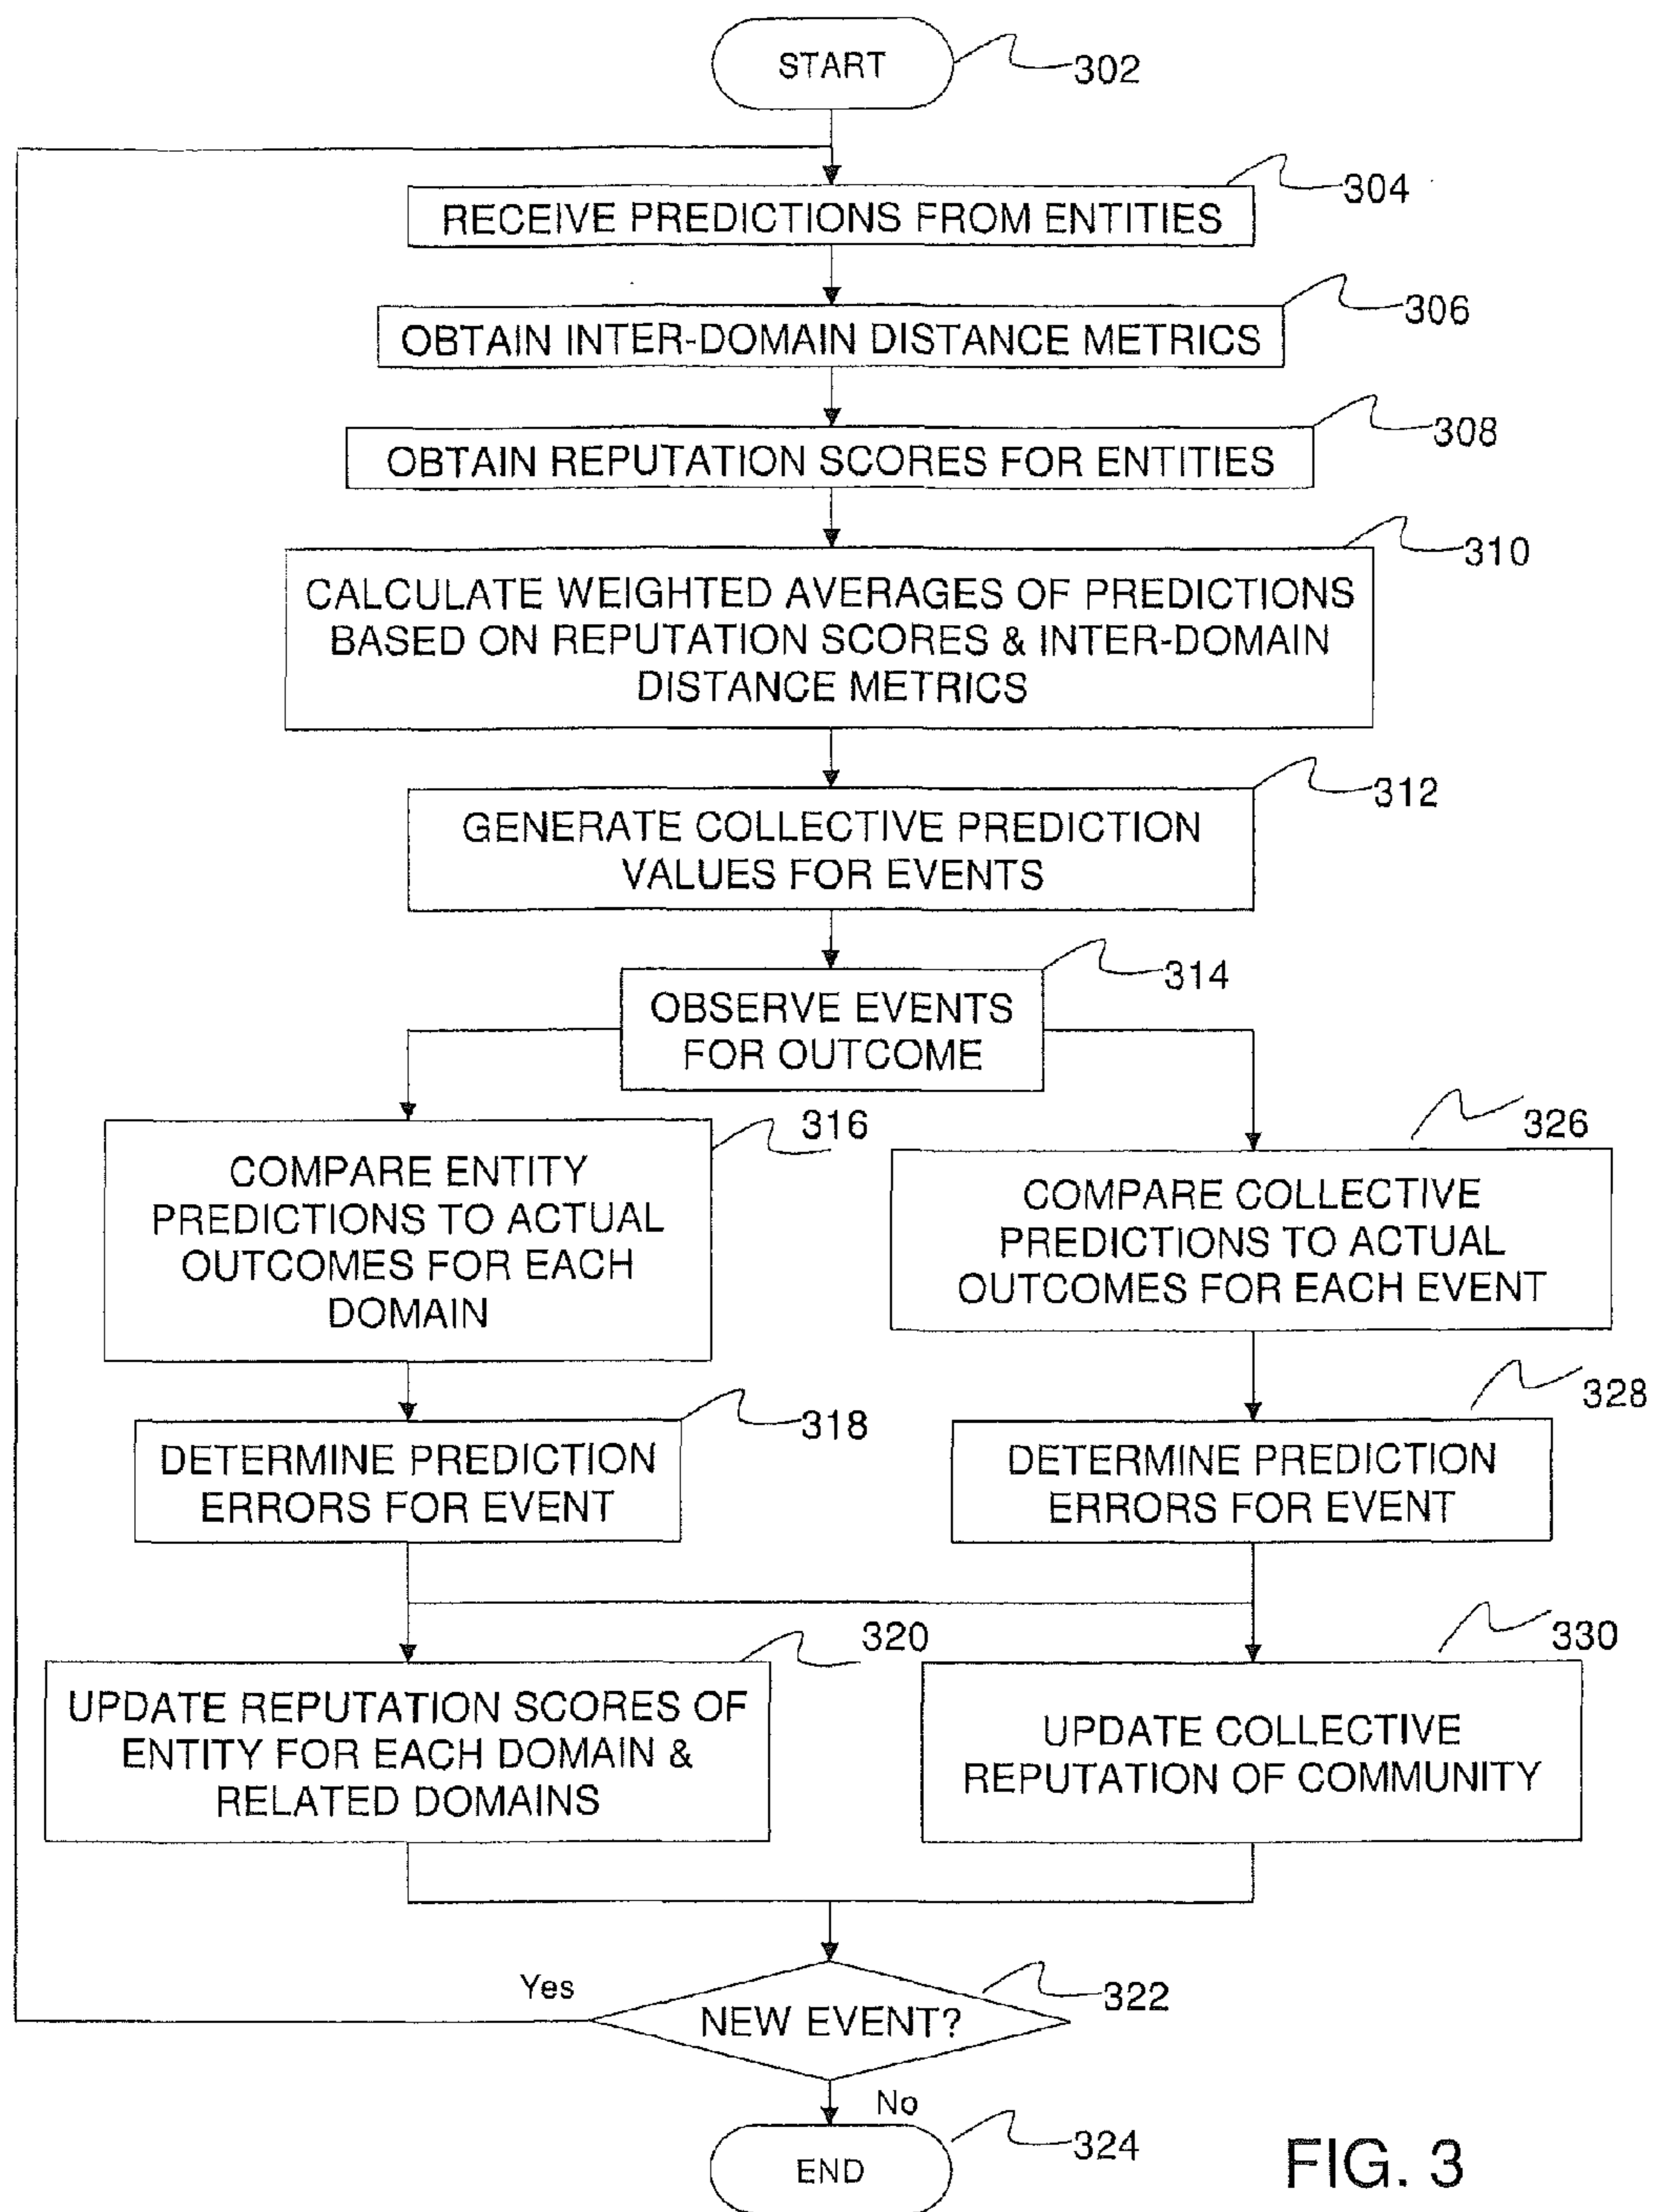 START
302
304
RECEIVE PREDICTIONS FROM ENTITIES
306
OBTAIN INTER-DOMAIN DISTANCE METRICS
308
OBTAIN REPUTATION SCORES FOR ENTITIES
310
CALCULATE WEIGHTED AVERAGES OF PREDICTIONS
BASED ON REPUTATION SCORES & INTER-DOMAIN
DISTANCE METRICS
312
GENERATE COLLECTIVE PREDICTION
VALUES FOR EVENTS
314
OBSERVE EVENTS
FOR OUTCOME
316
COMPARE ENTITY
PREDICTIONS TO ACTUAL
OUTCOMES FOR EACH
DOMAIN
326
COMPARE COLLECTIVE
PREDICTIONS TO ACTUAL
OUTCOMES FOR EACH EVENT
318
DETERMINE PREDICTION
ERRORS FOR EVENT
328
DETERMINE PREDICTION
ERRORS FOR EVENT
320
UPDATE REPUTATION SCORES OF
ENTITY FOR EACH DOMAIN &
RELATED DOMAINS
330
UPDATE COLLECTIVE
REPUTATION OF COMMUNITY
Yes
322
NEW EVENT?
No
324
END
FIG. 3